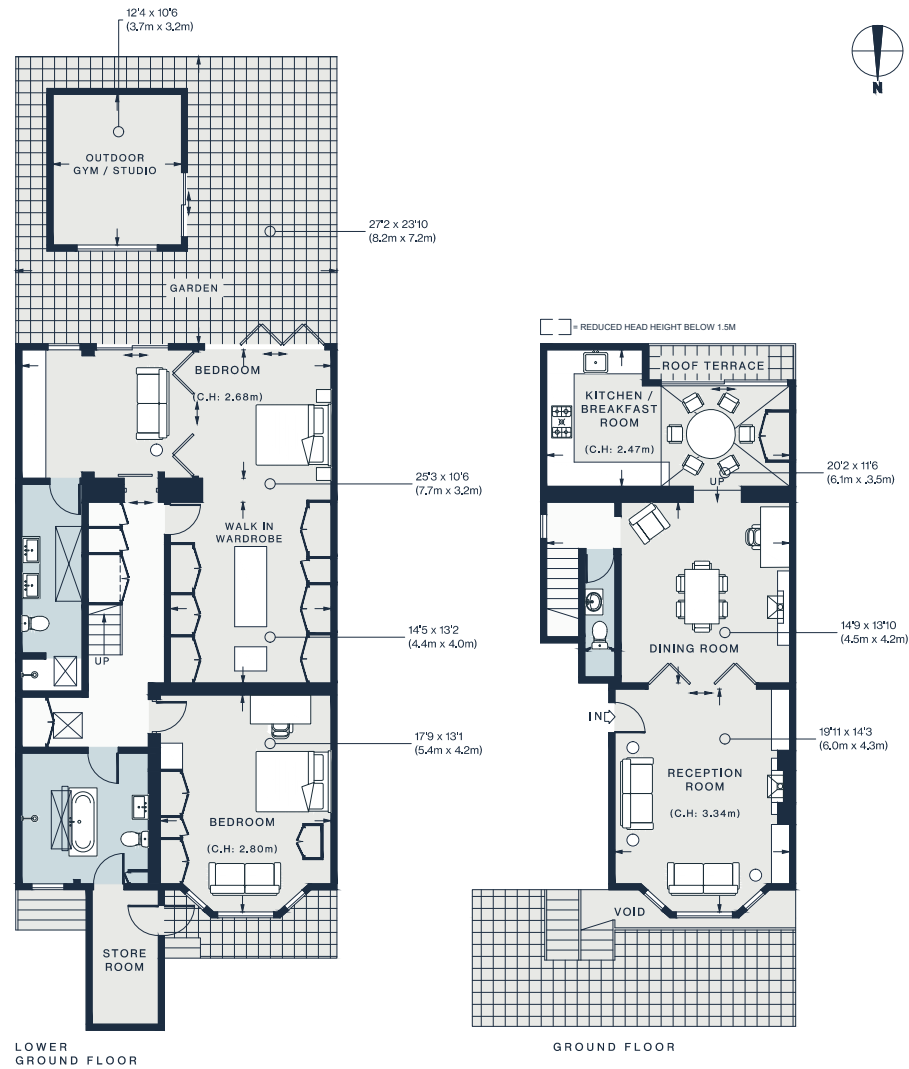 12'4 x 10'6
(3.7m x 3.2m)
N
OUTDOOR
GYM / STUDIO
27'2 x 23'10
(8.2m x 7.2m)
GARDEN
= REDUCED HEAD HEIGHT BELOW 1.5M
BEDROOM
(C.H: 2.68m)
ROOF TERRACE
KITCHEN /
BREAKFAST
ROOM
(C.H: 2.47m)
UP
20'2 x 11'6
(6.1m x 3.5m)
25'3 x 10'6
(7.7m x 3.2m)
WALK IN
WARDROBE
14'5 x 13'2
(4.4m x 4.0m)
UP
14'9 x 13'10
(4.5m x 4.2m)
DINING ROOM
IN
17'9 x 13'1
(5.4m x 4.2m)
19'11 x 14'3
(6.0m x 4.3m)
RECEPTION
ROOM
(C.H: 3.34m)
BEDROOM
(C.H: 2.80m)
VOID
STORE
ROOM
LOWER
GROUND FLOOR
GROUND FLOOR